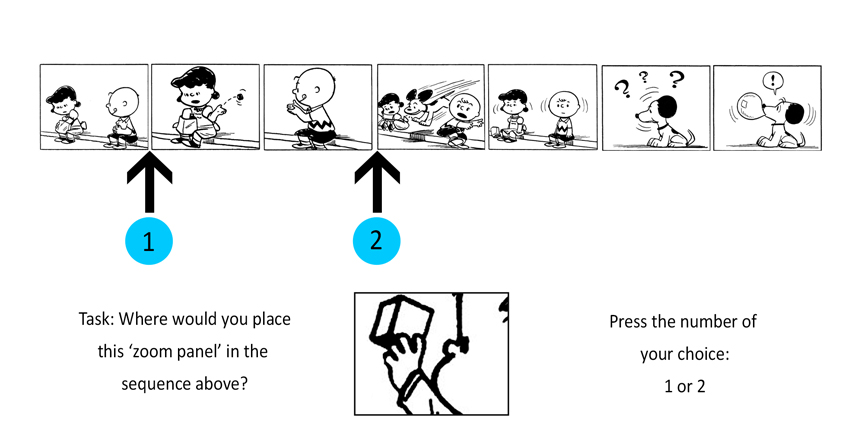 ? ? ?
!
1
2
Task: Where would you place
this ‘zoom panel’ in the
sequence above?
Press the number of
your choice:
1 or 2